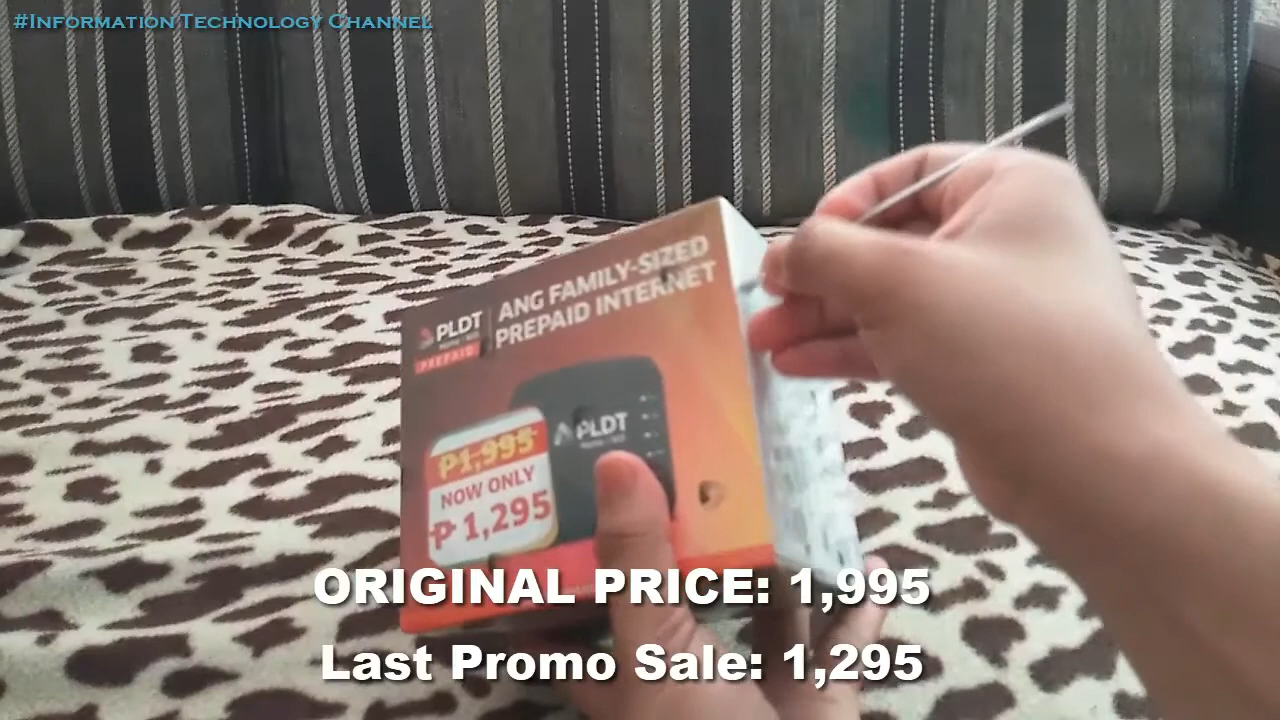 #Information Technology Channel
ANG FAMILY-SIZED
PREPAID INTERNET
PLDT
PREPAID
PLDT
₱1,995
NOW ONLY
₱1,295
ORIGINAL PRICE: 1,995
Last Promo Sale: 1,295